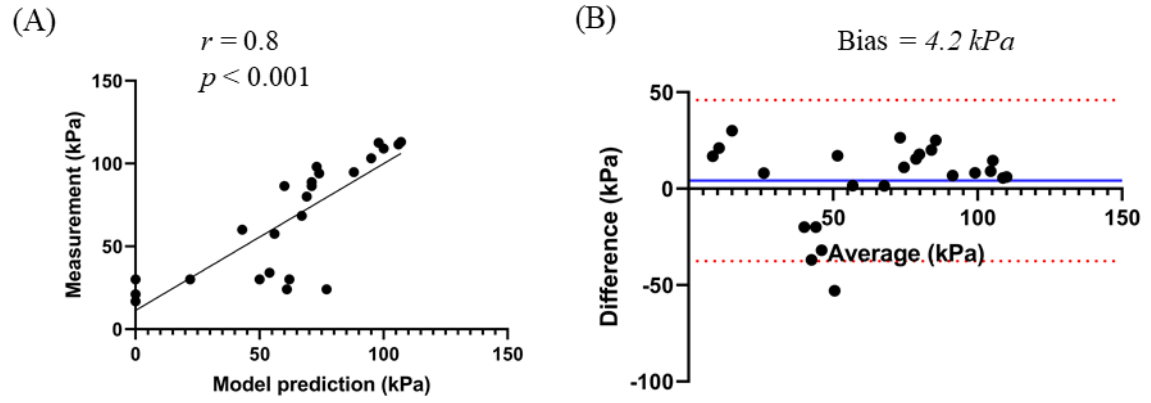 (A)
r = 0.8
p < 0.001
150
100
50
0
Measurement (kPa)
0 50 100 150
Model prediction (kPa)
(B)
Bias = 4.2 kPa
50
0
-50
-100
Difference (kPa)
50 100 150
Average (kPa)